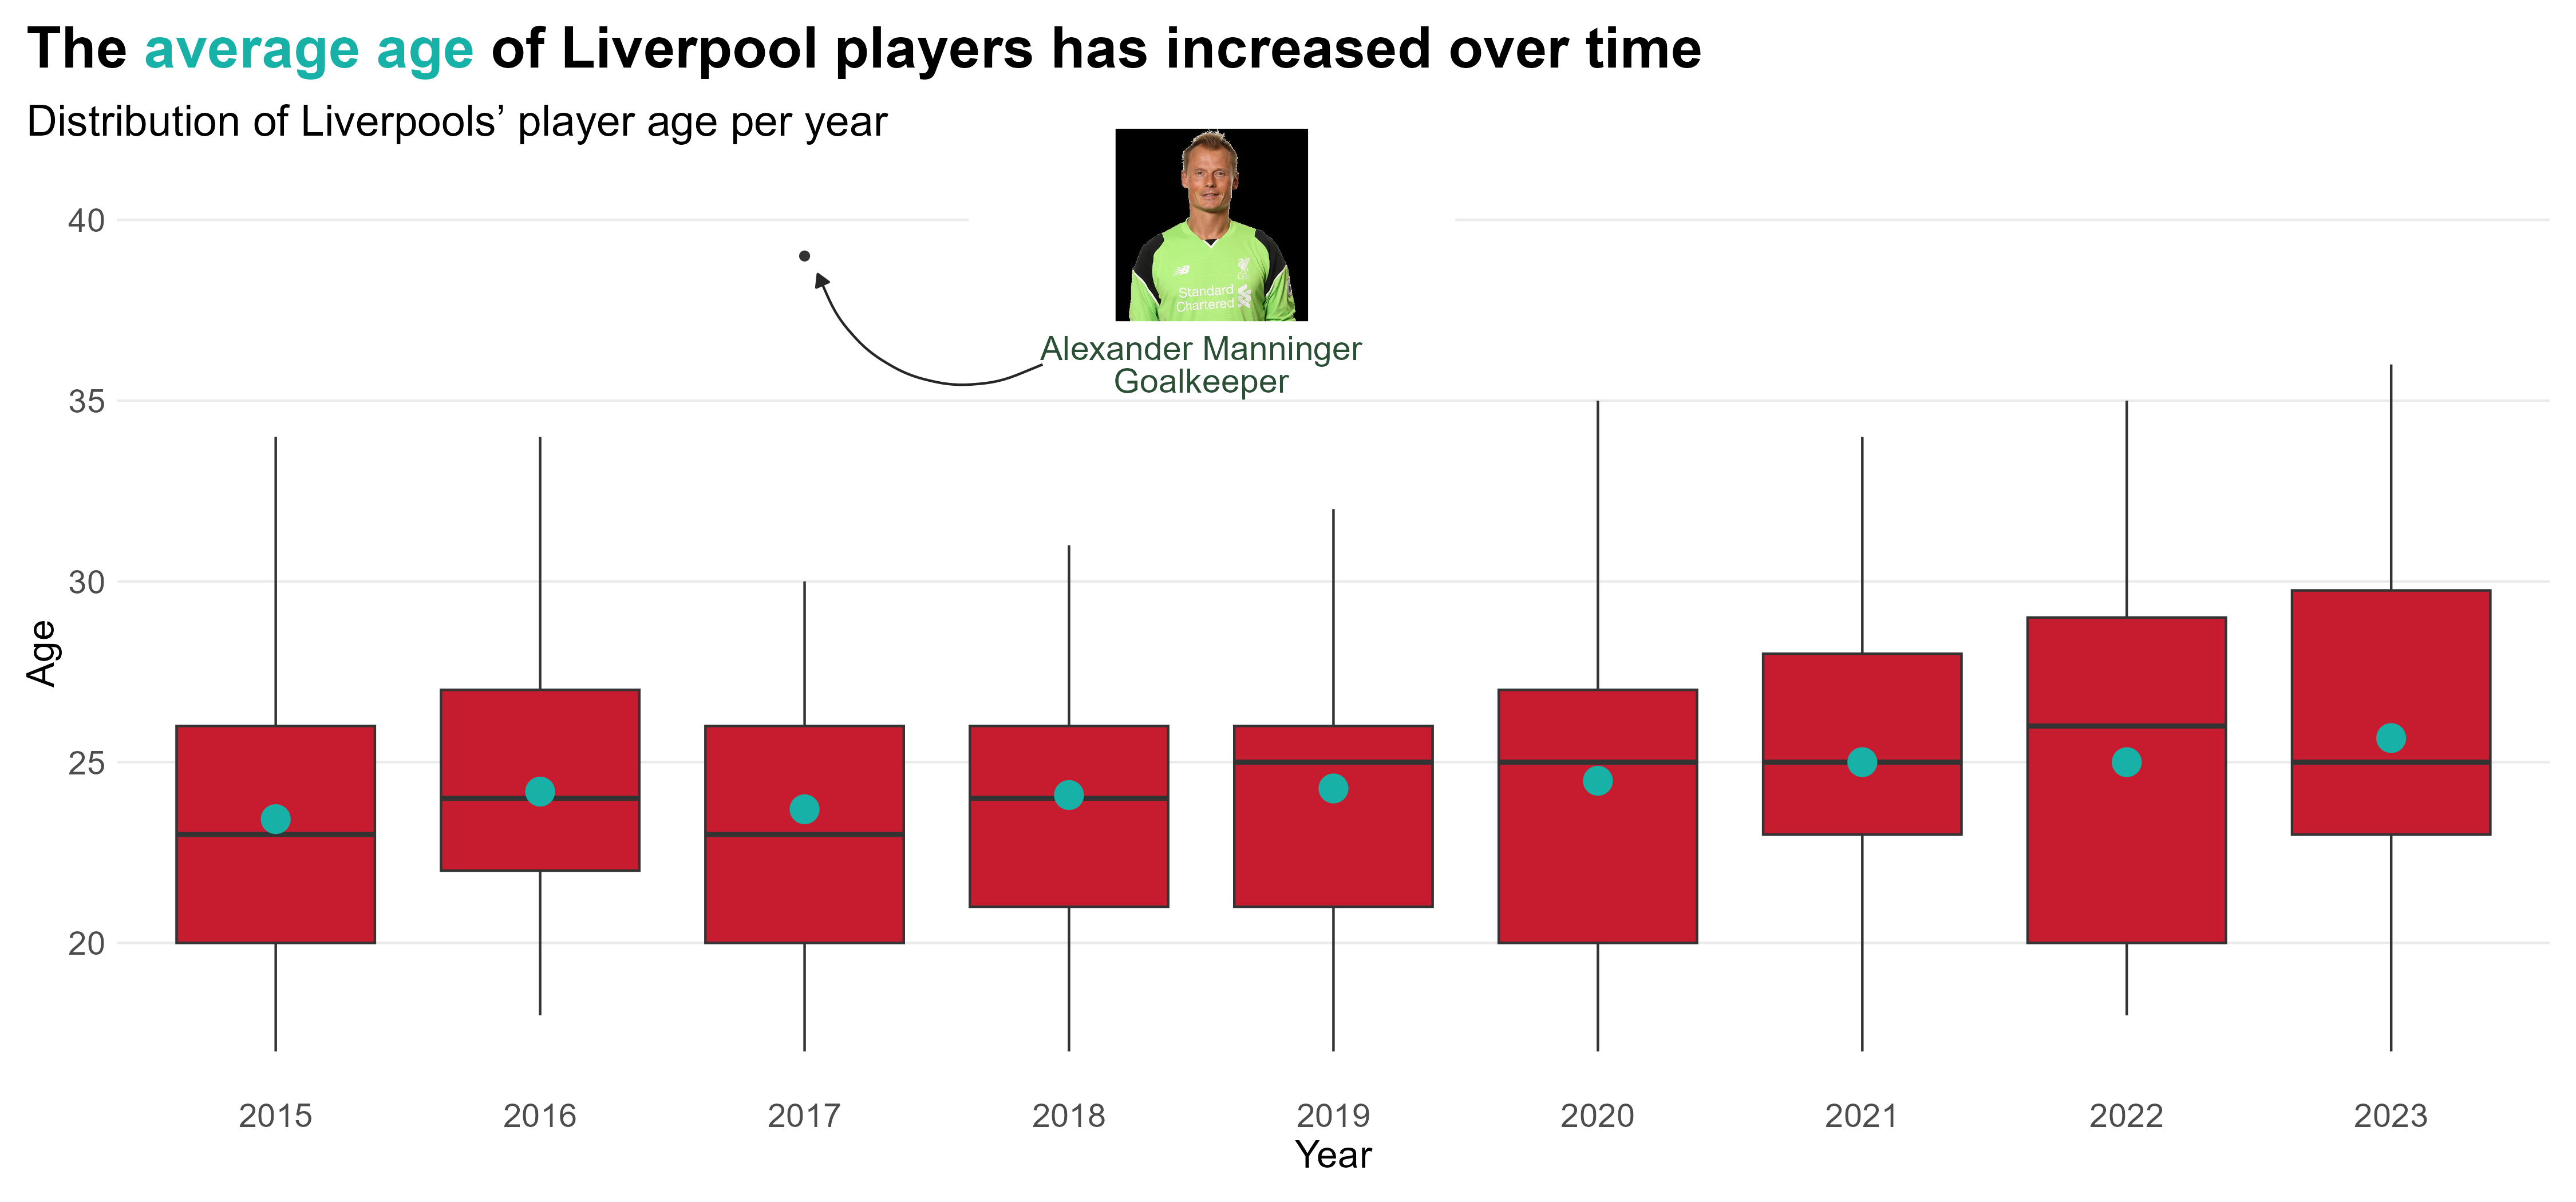 The average age of Liverpool players has increased over time
Distribution of Liverpools’ player age per year
Standard
Chartered
Alexander Manninger
Goalkeeper
40
35
30
25
20
Age
2015 2016 2017 2018 2019 2020 2021 2022 2023
Year